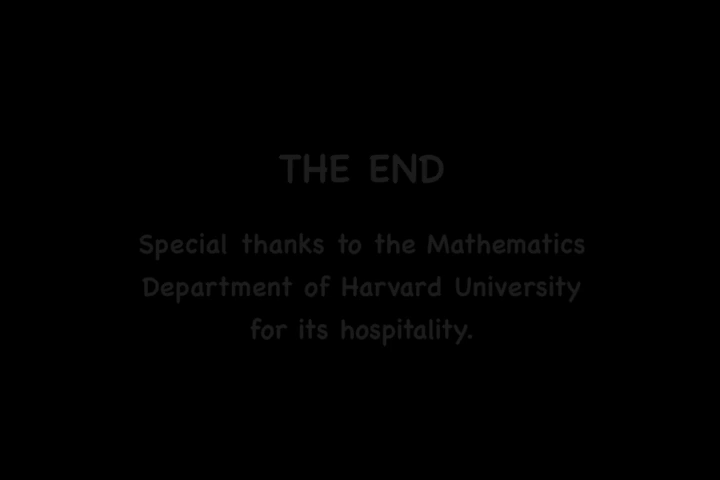 THE END
Special thanks to the Mathematics
Department of Harvard University
for its hospitality.